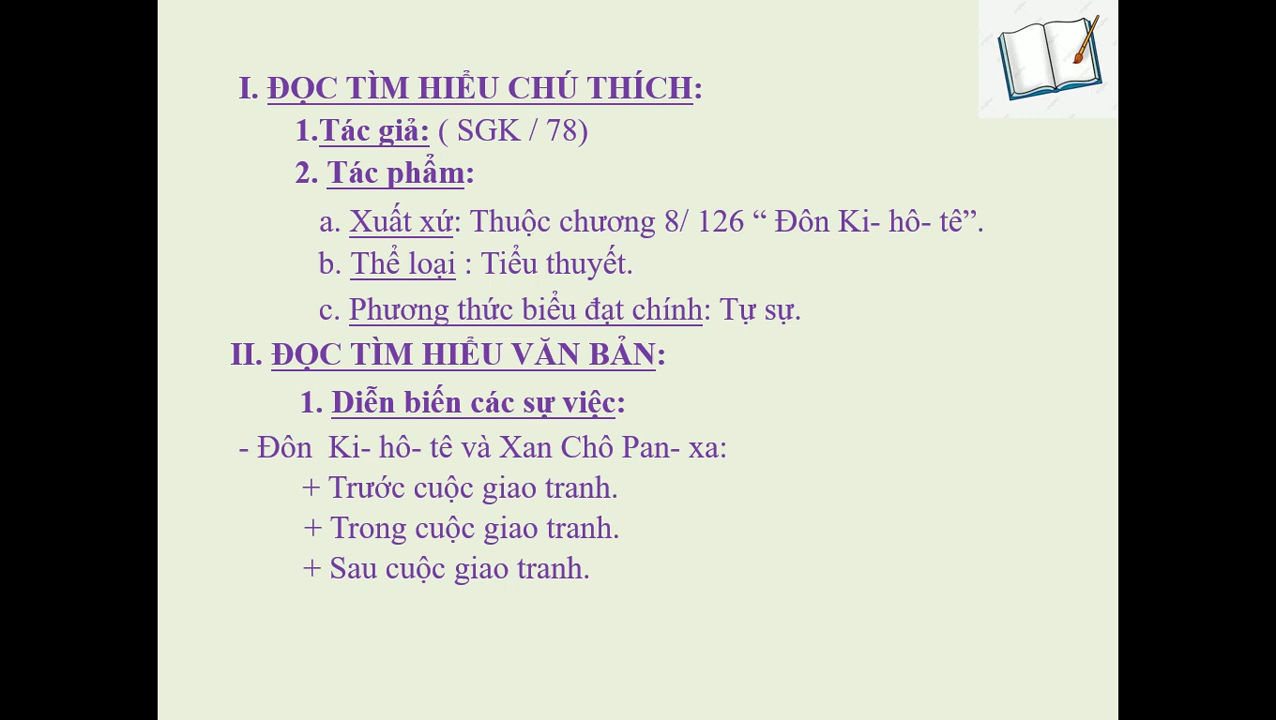 I. ĐỌC TÌM HIỂU CHÚ THÍCH:
1.Tác giả: ( SGK / 78)
2. Tác phẩm:
a. Xuất xứ: Thuộc chương 8/ 126 “ Đôn Ki- hô- tê”.
b. Thể loại : Tiểu thuyết.
c. Phương thức biểu đạt chính: Tự sự.
II. ĐỌC TÌM HIỂU VĂN BẢN:
1. Diễn biến các sự việc:
- Đôn  Ki- hô- tê và Xan Chô Pan- xa:
+ Trước cuộc giao tranh.
+ Trong cuộc giao tranh.
+ Sau cuộc giao tranh.